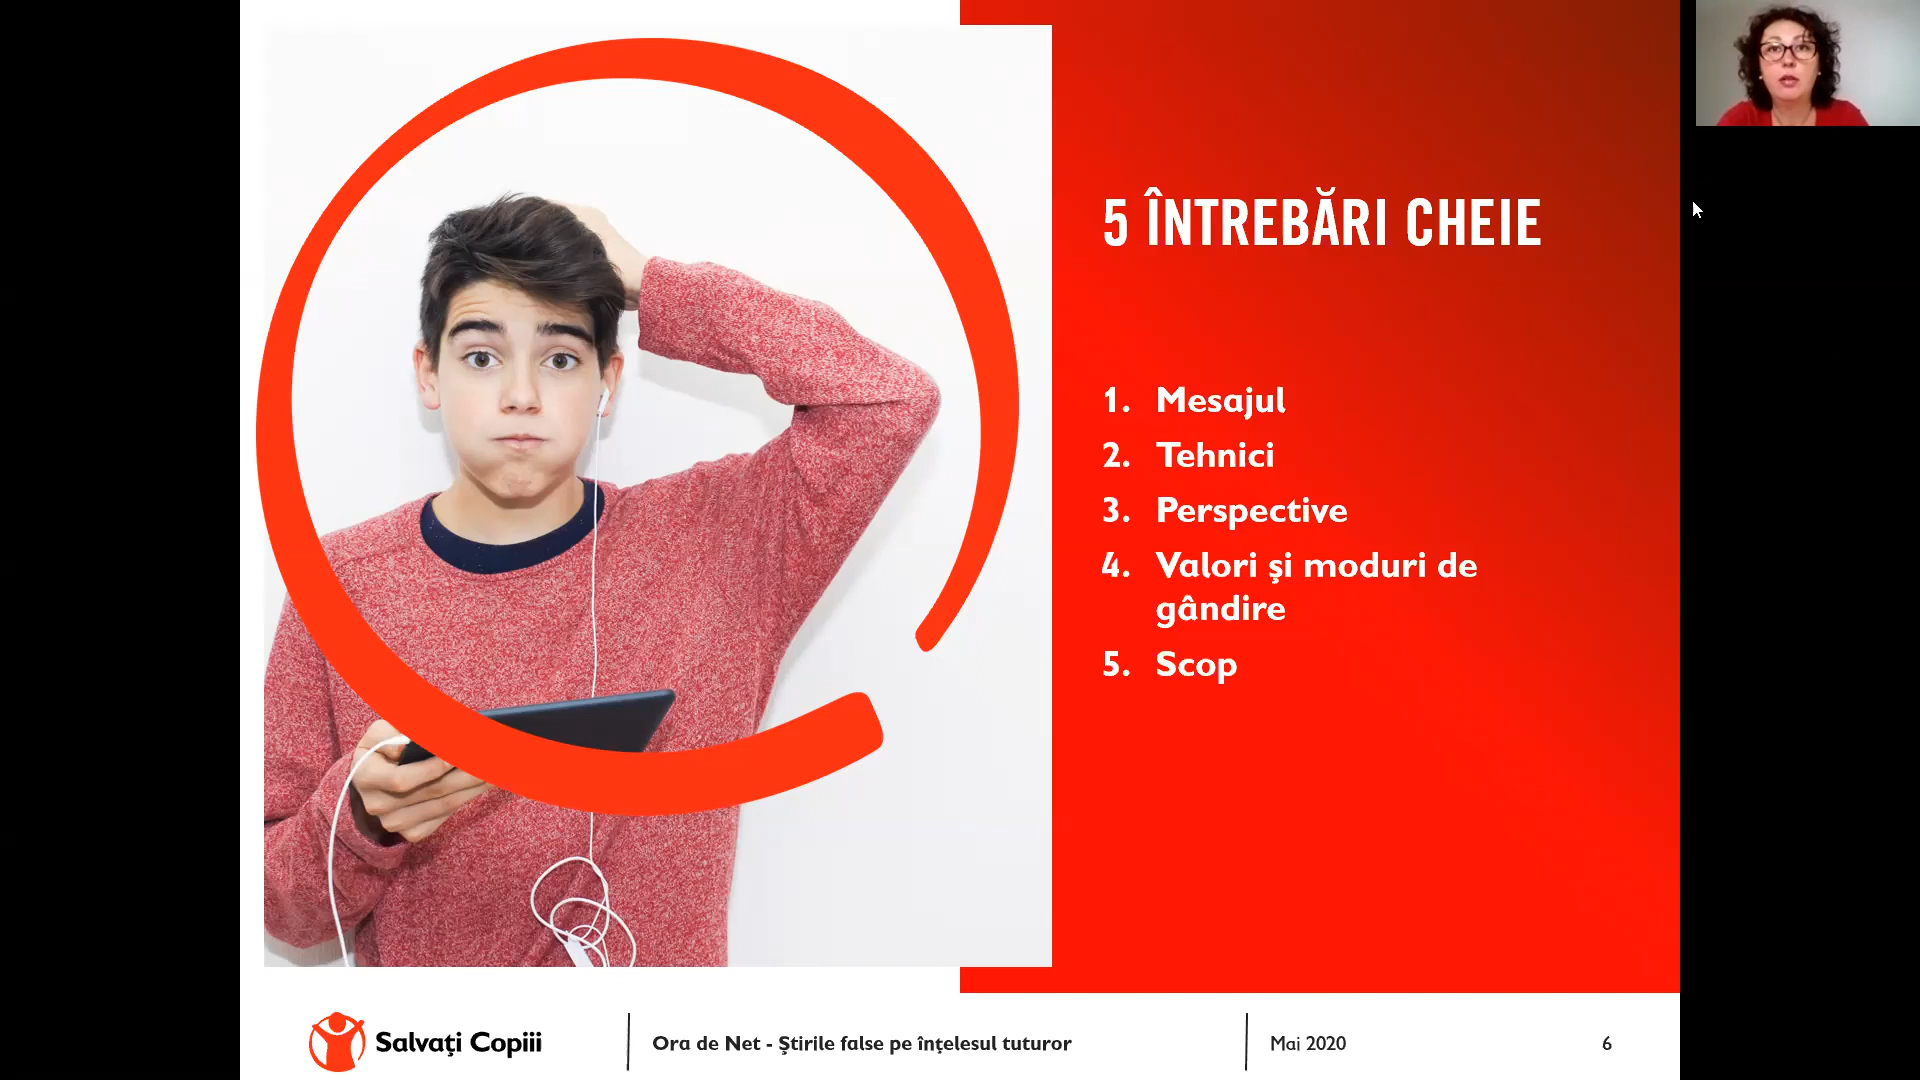 5 ÎNTREBĂRI CHEIE
1. Mesajul
2. Tehnici
3. Perspective
4. Valori şi moduri de
gândire
5. Scop
Salvaţi Copiii
Ora de Net - Ştirile false pe înţelesul tuturor
Mai 2020
6